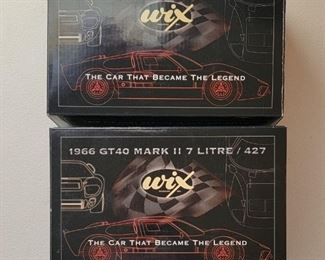 wix
The Car That Became The Legend
1966 GT40 MARK II 7 LITRE / 427
wix
The Car That Became The Legend